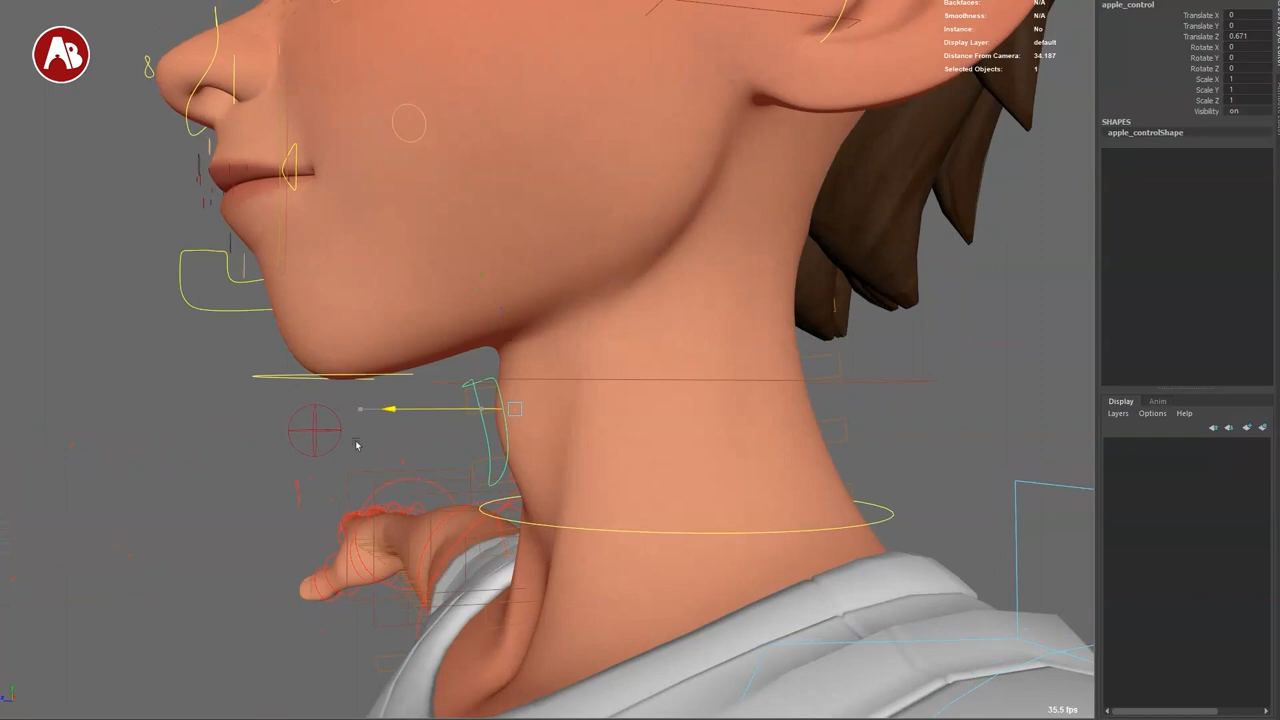 AB
Backfaces: N/A
Smoothness: N/A
Instance: No
Display Layer: default
Distance From Camera: 34.187
Selected Objects: 1
apple_control
Translate X 0
Translate Y 0
Translate Z 0.671
Rotate X 0
Rotate Y 0
Rotate Z 0
Scale X 1
Scale Y 1
Scale Z 1
Visibility on
SHAPES
apple_controlShape
Display Anim
Layers Options Help
35.5 fps